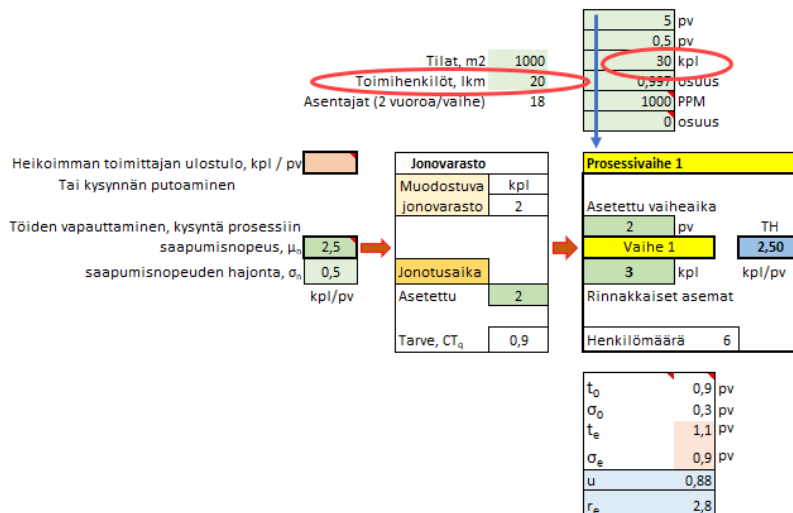 5 pv
0,5 pv
Tilat, m2 1000 30 kpl
Toimihenkilöt, lkm 20 0,997 osuus
Asentajat (2 vuoroa/vaihe) 18 1000 PPM
0 osuus
Heikoimman toimittajan ulostulo, kpl / pv Jonovarasto Prosessivaihe 1
Tai kysynnän putoaminen Muodostuva kpl
jonovarasto 2 Asetettu vaiheaika
Töiden vapauttaminen, kysyntä prosessiin 2 pv TH
saapumisnopeus, μn 2,5 Vaihe 1 2,50
saapumisnopeuden hajonta, σn 0,5 Jonotusaika 3 kpl kpl/pv
kpl/pv Asetettu 2 Rinnakkaiset asemat
Tarve, CTq 0,9 Henkilömäärä 6
t0 0,9 pv
σ0 0,3 pv
te 1,1 pv
σe 0,9 pv
u 0,88
re 2,8